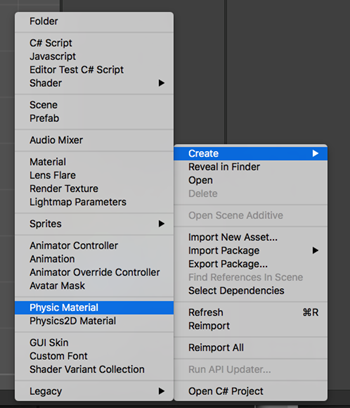 Folder
C# Script
Javascript
Editor Test C# Script
Shader
Scene
Prefab
Audio Mixer
Material
Lens Flare
Render Texture
Lightmap Parameters
Sprites
Animator Controller
Animation
Animator Override Controller
Avatar Mask
Physic Material
Physics2D Material
GUI Skin
Custom Font
Shader Variant Collection
Legacy
Create
Reveal in Finder
Open
Delete
Open Scene Additive
Import New Asset...
Import Package
Export Package...
Find References In Scene
Select Dependencies
Refresh ⌘R
Reimport
Reimport All
Run API Updater...
Open C# Project